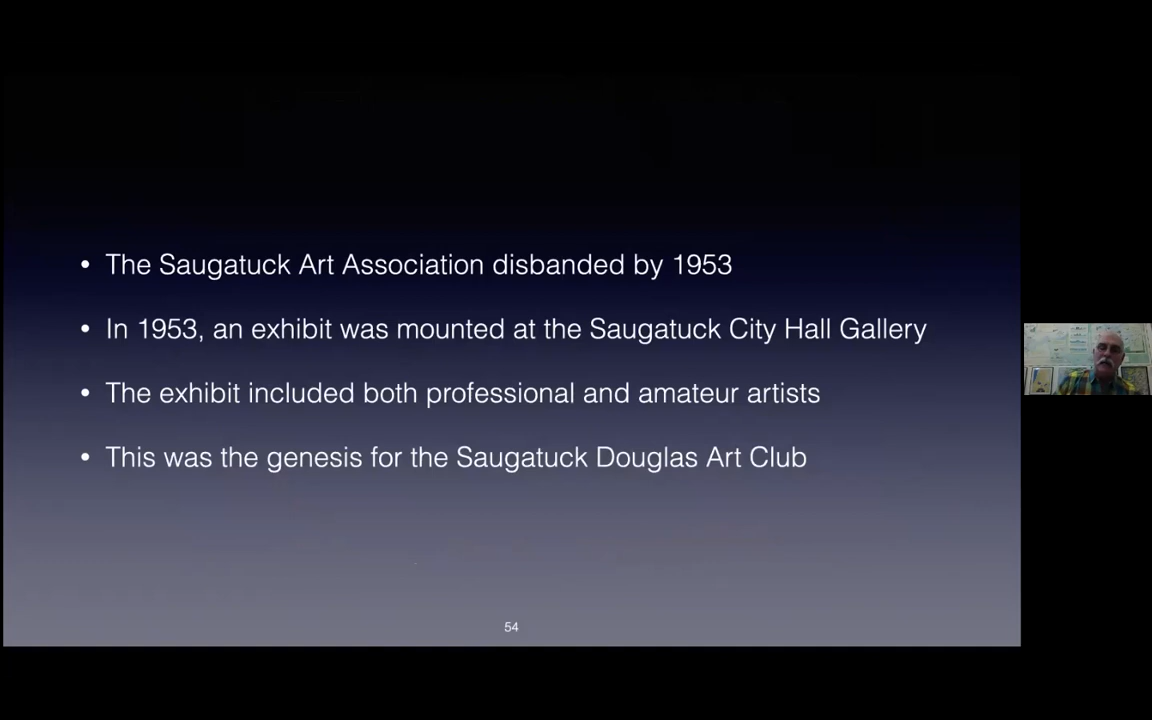 • The Saugatuck Art Association disbanded by 1953
• In 1953, an exhibit was mounted at the Saugatuck City Hall Gallery
• The exhibit included both professional and amateur artists
• This was the genesis for the Saugatuck Douglas Art Club
54